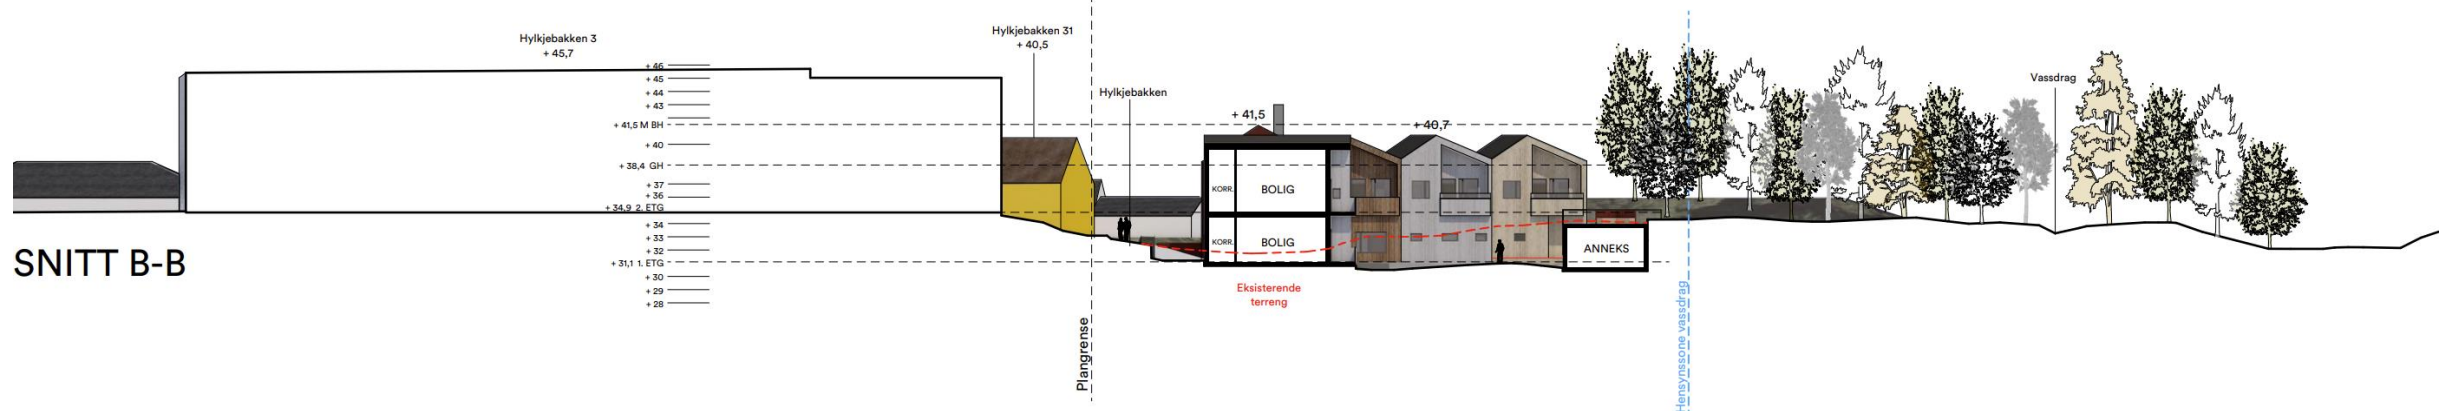 Hylkjebakken 3
+ 45,7
Hylkjebakken 31
+ 40,5
+ 46
+ 45
+ 44
+ 43
+ 41,5 M BH
+ 40
+ 38,4 GH
+ 37
+ 36
+ 34,9 2. ETG
+ 34
+ 33
+ 32
+ 31,1 1. ETG
+ 30
+ 29
+ 28
Hylkjebakken
+ 41,5
+ 40,7
Vassdrag
KORR.
BOLIG
KORR.
BOLIG
ANNEKS
SNITT B-B
Eksisterende
terreng
Plangrense
Hensynssone vassdrag